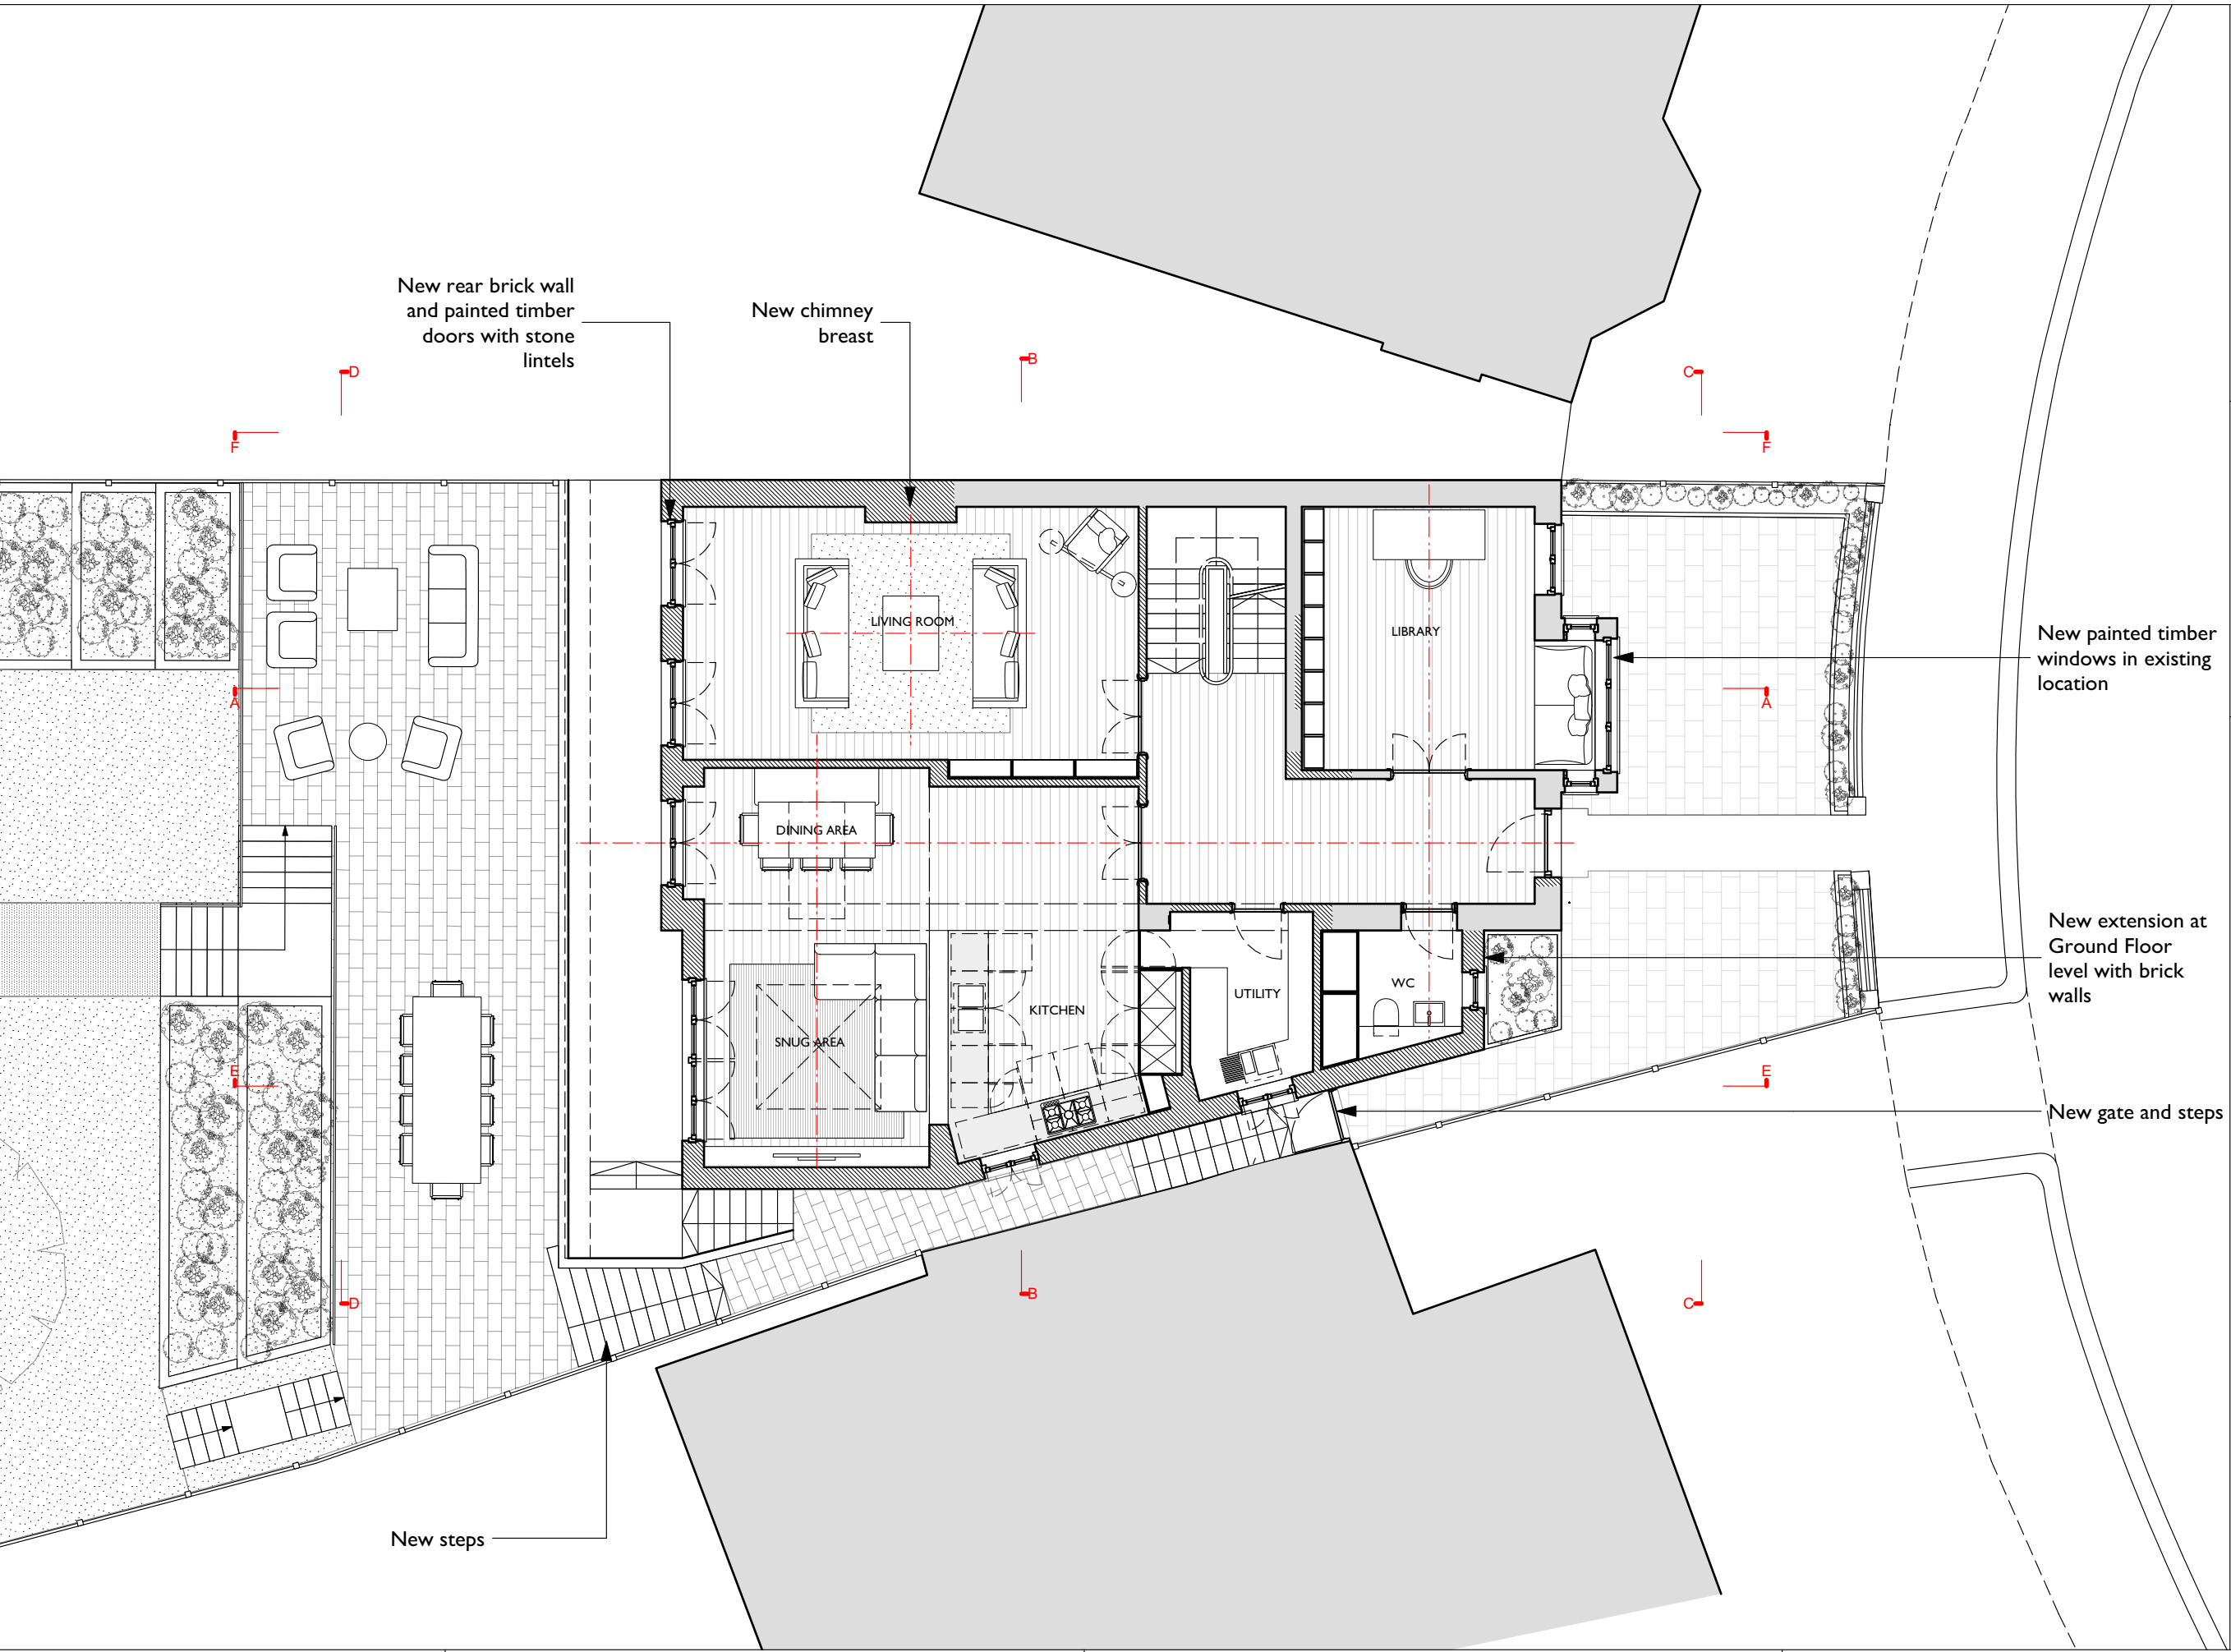 New rear brick wall
and painted timber
doors with stone
lintels
New chimney
breast
B
D
C
F
F
LIVING ROOM
LIBRARY
New painted timber
windows in existing
location
A
A
DINING AREA
New extension at
Ground Floor
level with brick
walls
WC
UTILITY
KITCHEN
SNUG AREA
E
E
New gate and steps
B
D
C
New steps